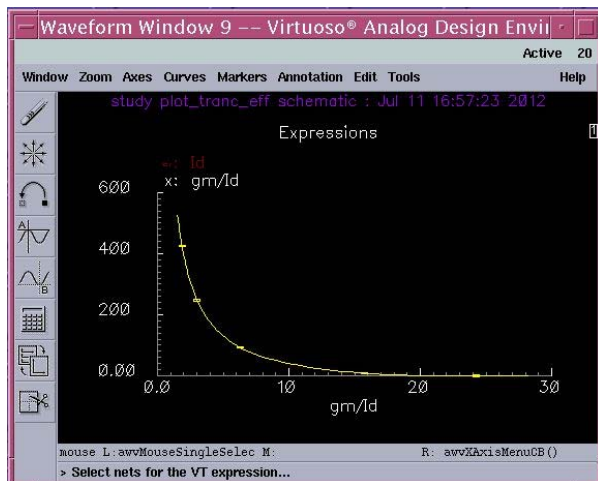 Waveform Window 9 -- Virtuoso® Analog Design Envii
Active 20
Window Zoom Axes Curves Markers Annotation Edit Tools Help
study plot_tranc_eff schematic : Jul 11 16:57:23 2012
Expressions
1
-: Id
x: gm/Id
600
400
200
0.00
0.0 10 20 30
gm/Id
A
B
mouse L:awvMouseSingleSelec M: R: awvXAxisMenuCB()
> Select nets for the VT expression...